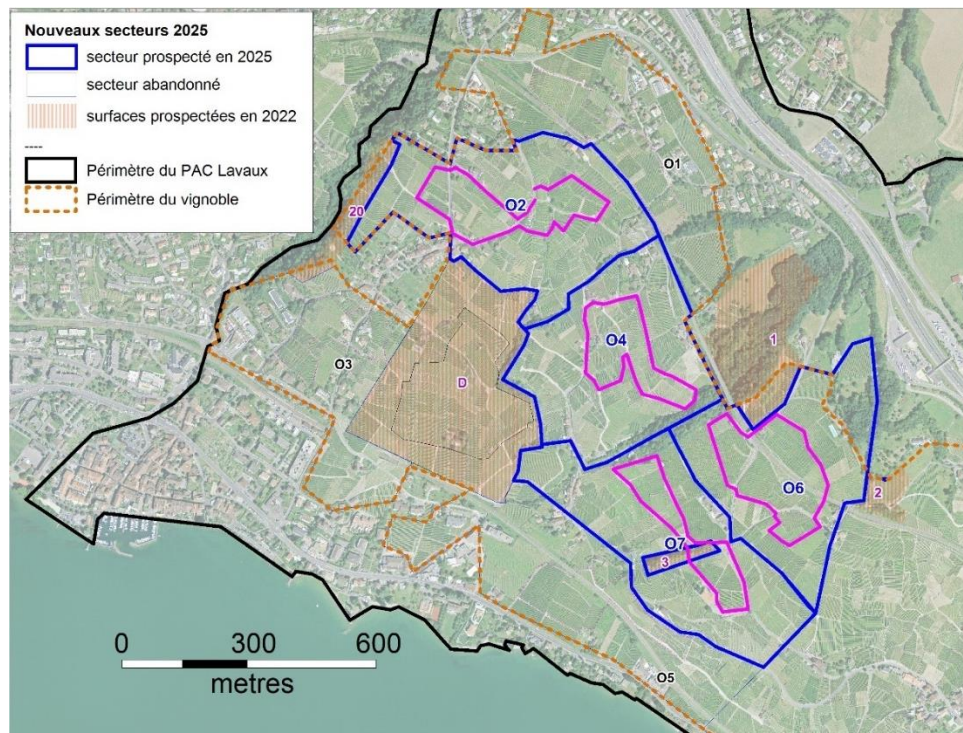 Nouveaux secteurs 2025
secteur prospecté en 2025
secteur abandonné
surfaces prospectées en 2022
----
Périmètre du PAC Lavaux
Périmètre du vignoble
O1
O2
20
O4
1
O3
D
O6
2
O7
3
O5
0 300 600
metres